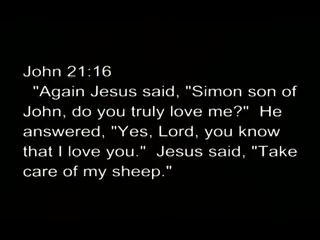 John 21:16
"Again Jesus said, "Simon son of
John, do you truly love me?" He
answered, "Yes, Lord, you know
that I love you." Jesus said, "Take
care of my sheep."